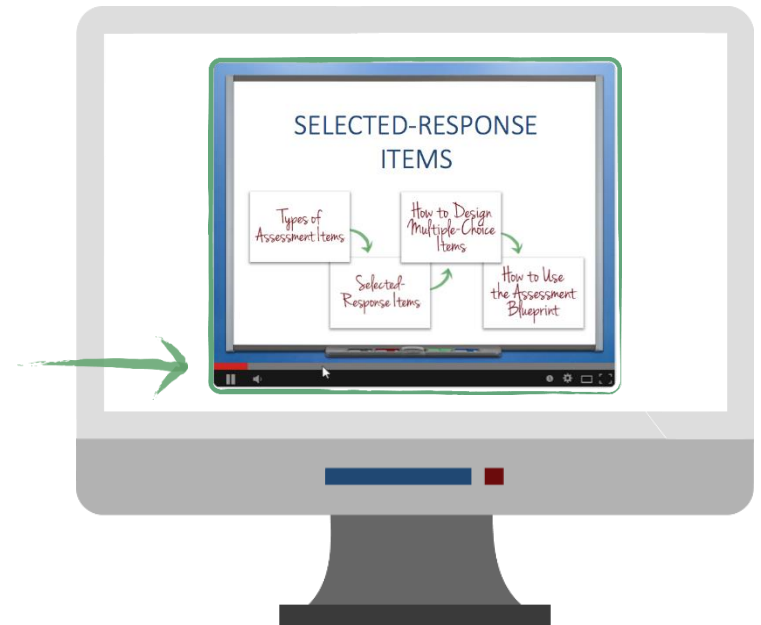 SELECTED-RESPONSE
ITEMS
Types of
Assessment Items
Selected-
Response Items
How to Design
Multiple-Choice
Items
How to Use
the Assessment
Blueprint